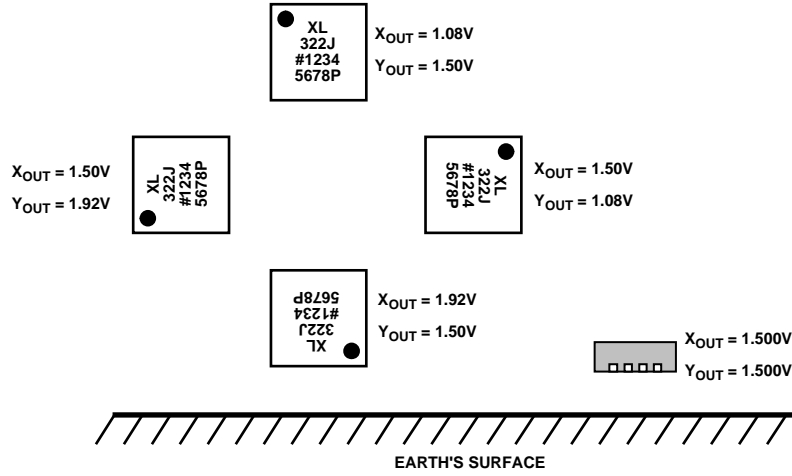 XL
322J
#1234
5678P
XOUT = 1.08V
YOUT = 1.50V
XOUT = 1.50V
YOUT = 1.92V
XL
322J
#1234
5678P
XL
322J
#1234
5678P
XOUT = 1.50V
YOUT = 1.08V
XL
322J
#1234
5678P
XOUT = 1.92V
YOUT = 1.50V
XOUT = 1.500V
YOUT = 1.500V
EARTH'S SURFACE